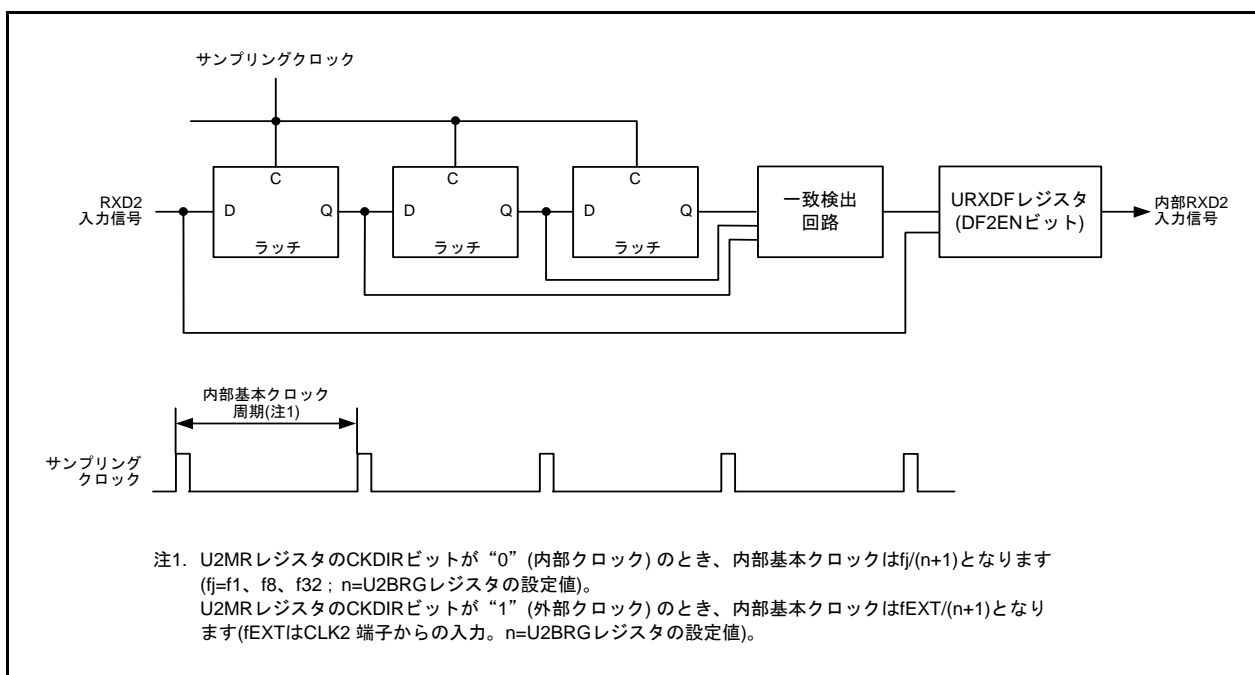 サンプリングクロック
C
C
C
RXD2
入力信号
D
Q
D
Q
D
Q
ラッチ
ラッチ
ラッチ
一致検出
回路
URXDFレジスタ
(DF2ENビット)
内部RXD2
入力信号
内部基本クロック
周期(注1)
サンプリング
クロック
注1. U2MRレジスタのCKDIRビットが“0”(内部クロック) のとき、内部基本クロックはfj/(n+1)となります
(fj=f1、f8、f32 ; n=U2BRGレジスタの設定値)。
U2MRレジスタのCKDIRビットが“1”(外部クロック) のとき、内部基本クロックはfEXT/(n+1)となり
ます(fEXTはCLK2 端子からの入力。n=U2BRGレジスタの設定値)。